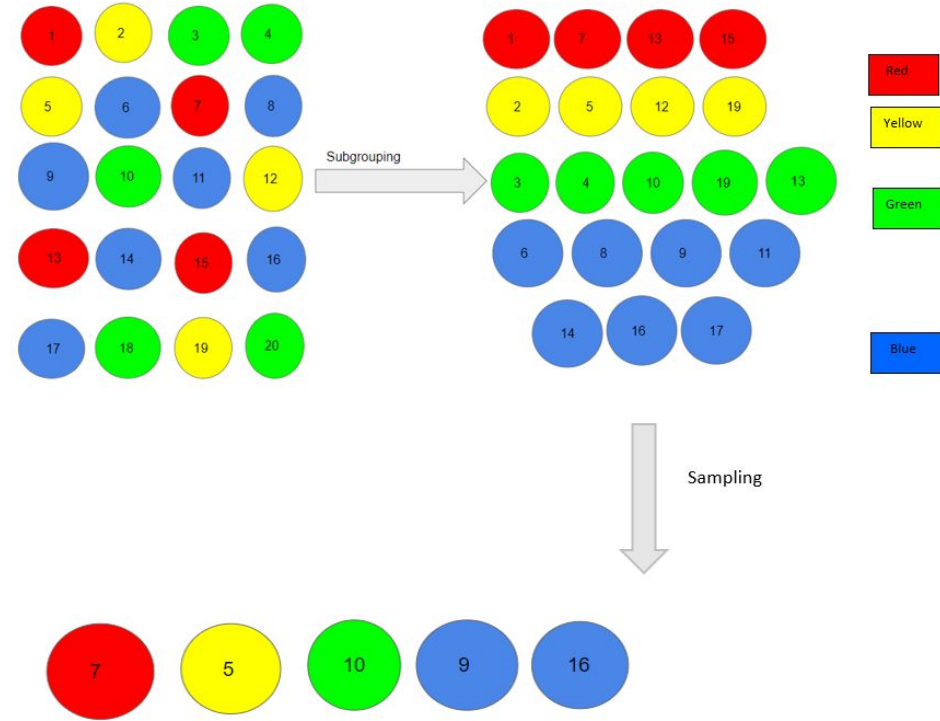 1 2 3 4
5 6 7 8
9 10 11 12
13 14 15 16
17 18 19 20
Subgrouping
1 7 13 15
2 5 12 19
3 4 10 19 13
6 8 9 11
14 16 17
Red
Yellow
Green
Blue
Sampling
7 5 10 9 16